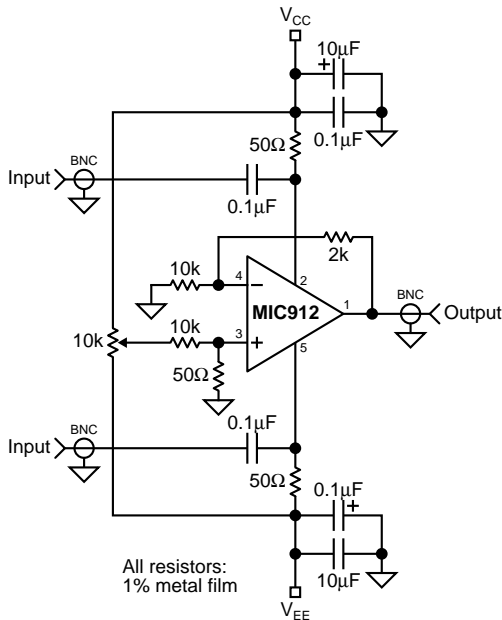 VCC
10µF
+
0.1µF
50Ω
Input
BNC
0.1µF
2k
10k
4
−
2
MIC912
1
BNC
Output
10k
10k
3
+
5
50Ω
0.1µF
Input
BNC
50Ω
0.1µF
+
10µF
All resistors:
1% metal film
VEE